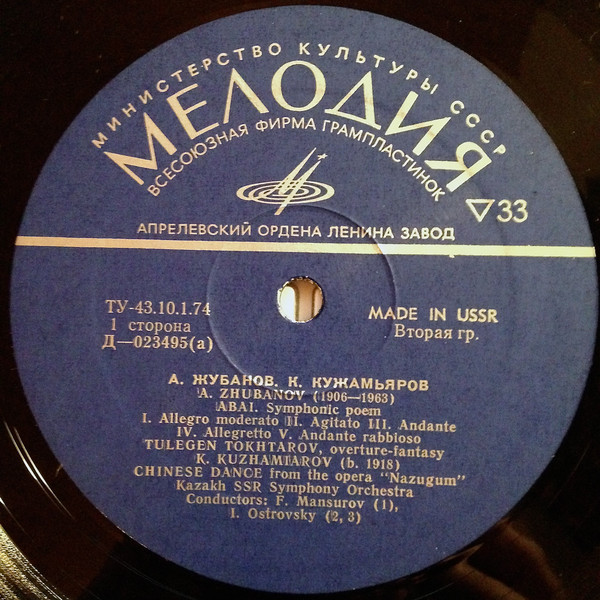 МИНИСТЕРСТВО КУЛЬТУРЫ СССР
МЕЛОДИЯ
ВСЕСОЮЗНАЯ ФИРМА ГРАМПЛАСТИНОК
33
АПРЕЛЕВСКИЙ ОРДЕНА ЛЕНИНА ЗАВОД
ТУ-43.10.1.74
1 сторона
Д—023495(а)
MADE IN USSR
Вторая гр.
А. ЖУБАНОВ, К. КУЖАМЬЯРОВ
A. ZHUBANOV (1906—1963)
ABAI. Symphonic poem
I. Allegro moderato II. Agitato III. Andante
IV. Allegretto V. Andante rabbioso
TULEGEN TOKHTAROV, overture-fantasy
K. KUZHAMIAROV (b. 1918)
CHINESE DANCE from the opera "Nazugum"
Kazakh SSR Symphony Orchestra
Conductors: F. Mansurov (1),
I. Ostrovsky (2, 3)